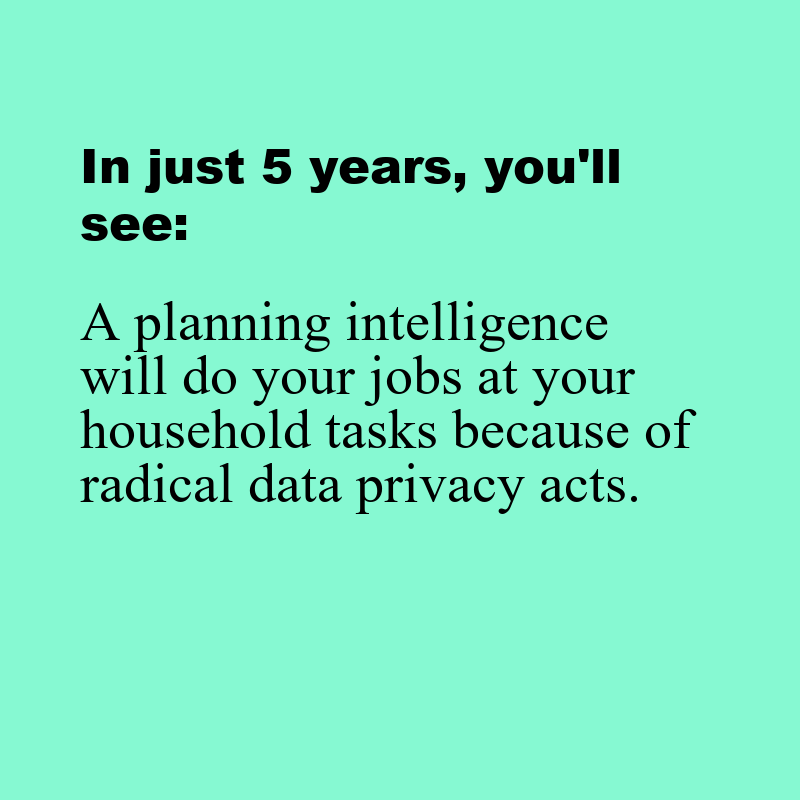 In just 5 years, you'll
see:
A planning intelligence
will do your jobs at your
household tasks because of
radical data privacy acts.